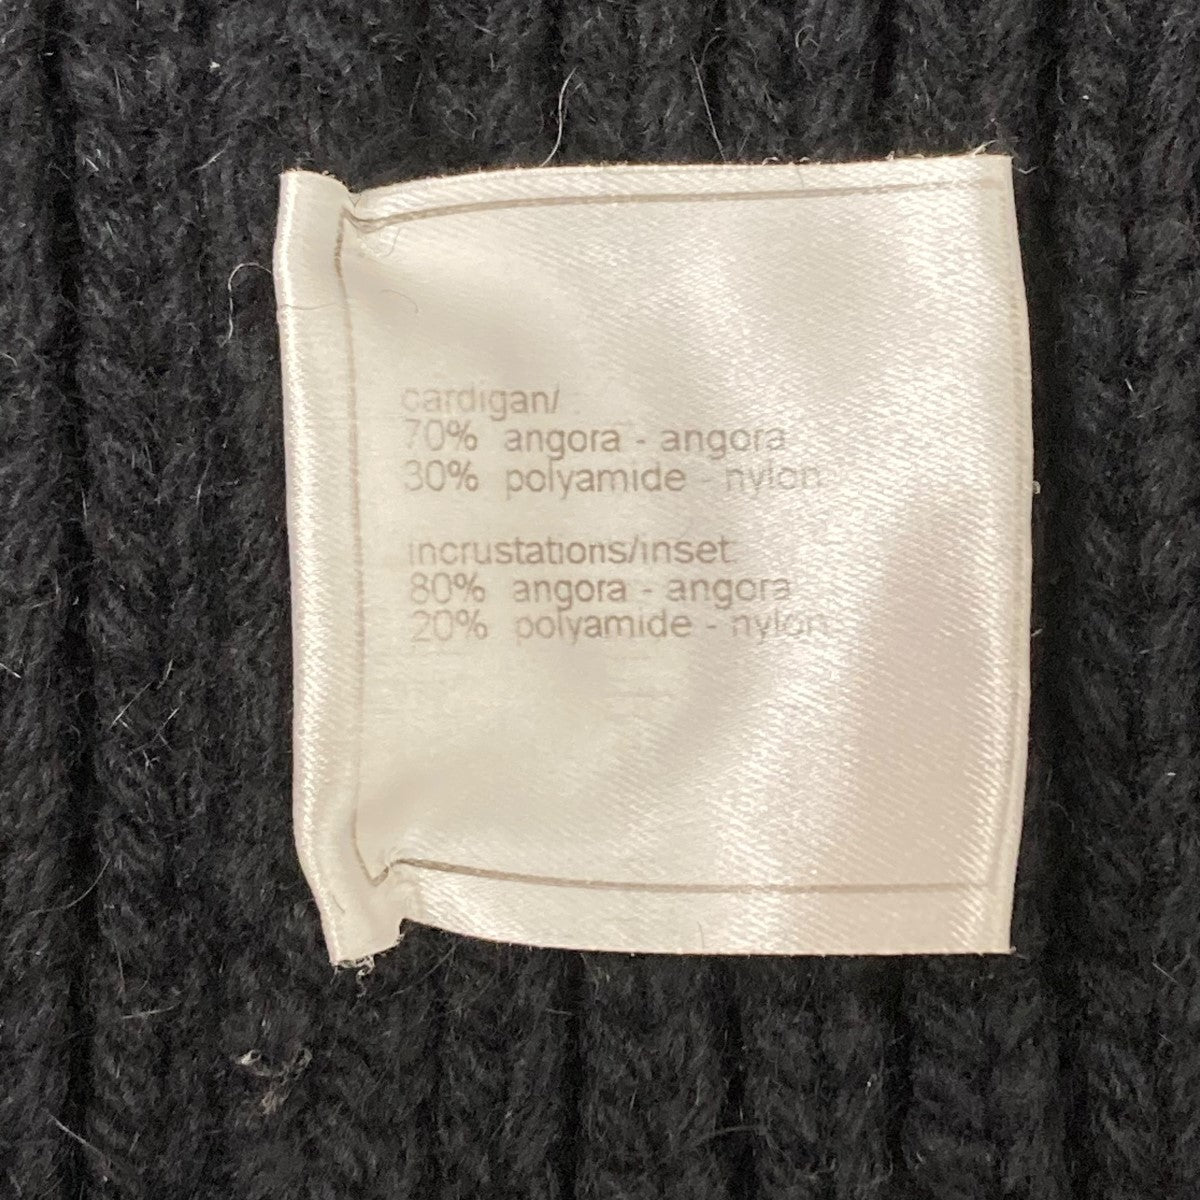 cardigan/
70% angora - angora
30% polyamide - nylon
incrustations/inset
80% angora - angora
20% polyamide - nylon